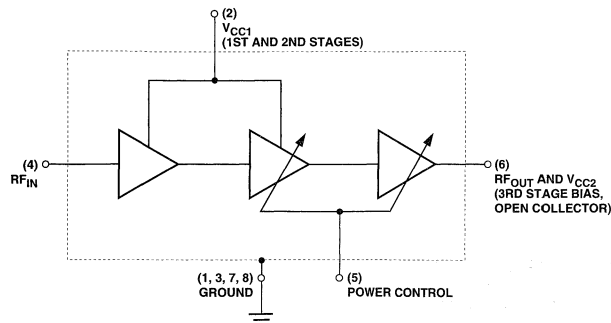 (2)
VCC1
(1ST AND 2ND STAGES)
(4)
RFIN
(6)
RFOUT AND VCC2
(3RD STAGE BIAS,
OPEN COLLECTOR)
(1, 3, 7, 8)
GROUND
(5)
POWER CONTROL